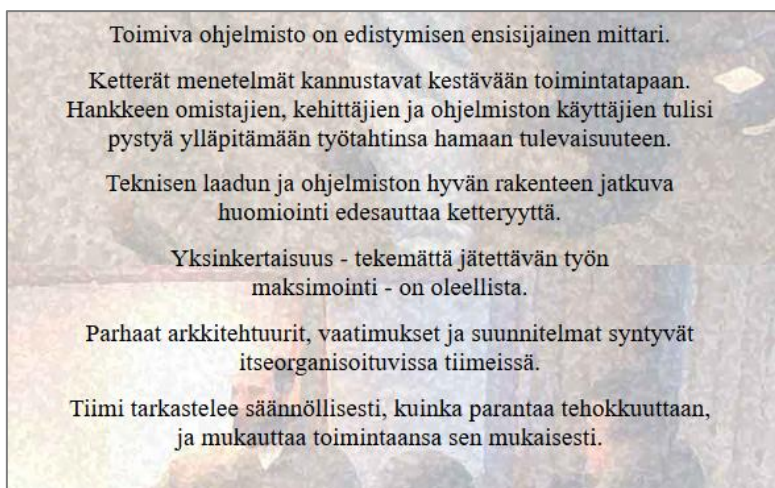 Toimiva ohjelmisto on edistymisen ensisijainen mittari.
Ketterät menetelmät kannustavat kestävään toimintatapaan.
Hankkeen omistajien, kehittäjien ja ohjelmiston käyttäjien tulisi
pystyä ylläpitämään työtahtinsa hamaan tulevaisuuteen.
Teknisen laadun ja ohjelmiston hyvän rakenteen jatkuva
huomiointi edesauttaa ketteryyttä.
Yksinkertaisuus - tekemättä jätettävän työn
maksimointi - on oleellista.
Parhaat arkkitehtuurit, vaatimukset ja suunnitelmat syntyvät
itseorganisoituvissa tiimeissä.
Tiimi tarkastelee säännöllisesti, kuinka parantaa tehokkuuttaan,
ja mukauttaa toimintaansa sen mukaisesti.